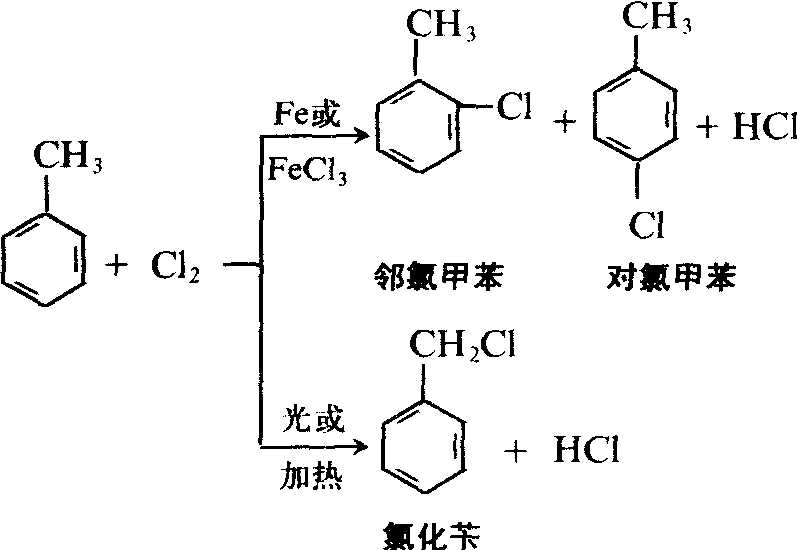 CH₃
+ Cl₂
Fe或
FeCl₃
CH₃
Cl
+
CH₃
Cl
+ HCl
邻氯甲苯
对氯甲苯
光或
加热
CH₂Cl
+ HCl
氯化苄